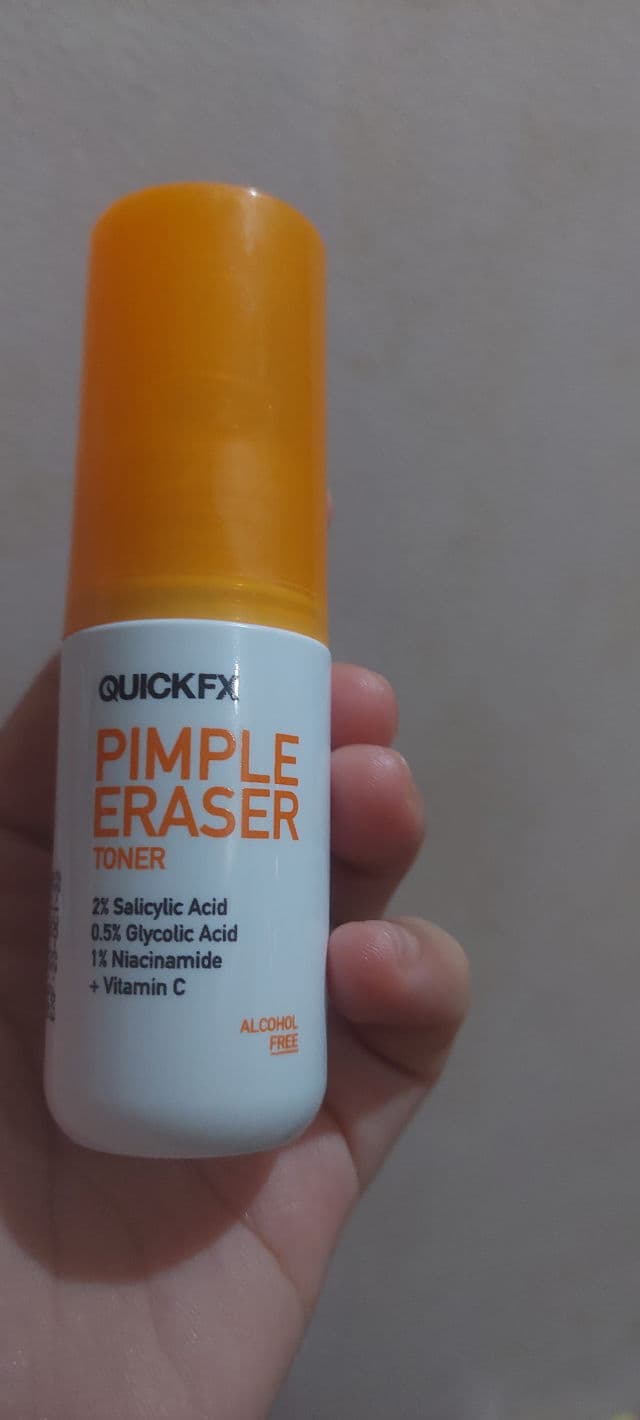 QUICKFX
PIMPLE
ERASER
TONER
2% Salicylic Acid
0.5% Glycolic Acid
1% Niacinamide
+ Vitamin C
ALCOHOL
FREE